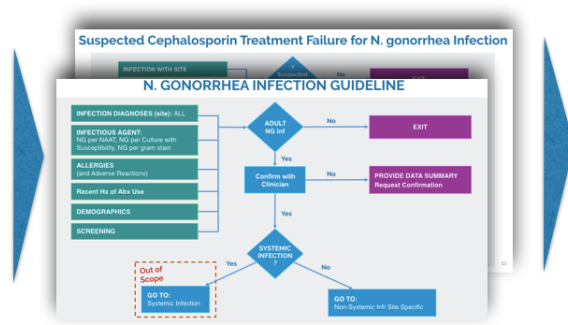 Suspected Cephalosporin Treatment Failure for N. gonorrhea Infection
INFECTION WITH SITE
Suspected
No
N. GONORRHEA INFECTION GUIDELINE
INFECTION DIAGNOSES (site): ALL
INFECTIOUS AGENT:
NG per NAAT, NG per Culture with
Susceptibility, NG per gram stain
ALLERGIES
(and Adverse Reactions)
Recent Hx of Abx Use
DEMOGRAPHICS
SCREENING
ADULT
NG Inf
No
EXIT
Yes
Confirm with
Clinician
No
PROVIDE DATA SUMMARY
Request Confirmation
Yes
SYSTEMIC
INFECTION
?
Yes
No
Out of
Scope
GO TO:
Systemic Infection
GO TO:
Non-Systemic Inf/ Site Specific